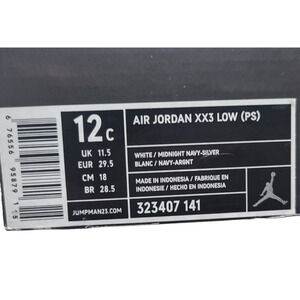 12 C
UK 11.5
EUR 29.5
CM 18
BR 28.5
JUMPMAN23.COM
AIR JORDAN XX3 LOW (PS)
WHITE / MIDNIGHT NAVY-SILVER
BLANC / NAVY-ARGNT
MADE IN INDONESIA / FABRIQUE EN
INDONESIE / HECHO EN INDONESIA
323407 141